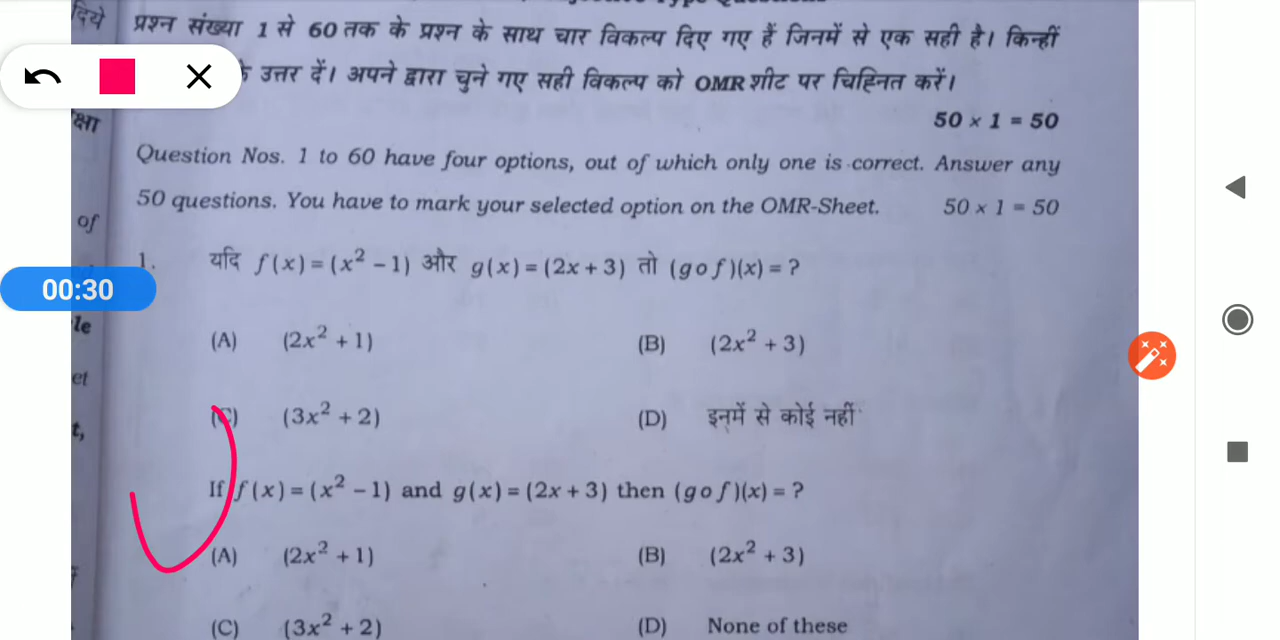 दिये
प्रश्न संख्या 1 से 60 तक के प्रश्न के साथ चार विकल्प दिए गए हैं जिनमें से एक सही है। किन्हीं
उत्तर दें। अपने द्वारा चुने गए सही विकल्प को OMR शीट पर चिह्नित करें।
क्षा
50 × 1 = 50
Question Nos. 1 to 60 have four options, out of which only one is correct. Answer any
50 questions. You have to mark your selected option on the OMR-Sheet. 50 × 1 = 50
of
1. यदि f(x) = (x² – 1) और g(x) = (2x + 3) तो (g o f)(x) = ?
00:30
le
(A) (2x² + 1) (B) (2x² + 3)
et
(C) (3x² + 2) (D) इनमें से कोई नहीं
t,
If f(x) = (x² – 1) and g(x) = (2x + 3) then (g o f)(x) = ?
(A) (2x² + 1) (B) (2x² + 3)
(C) (3x² + 2) (D) None of these